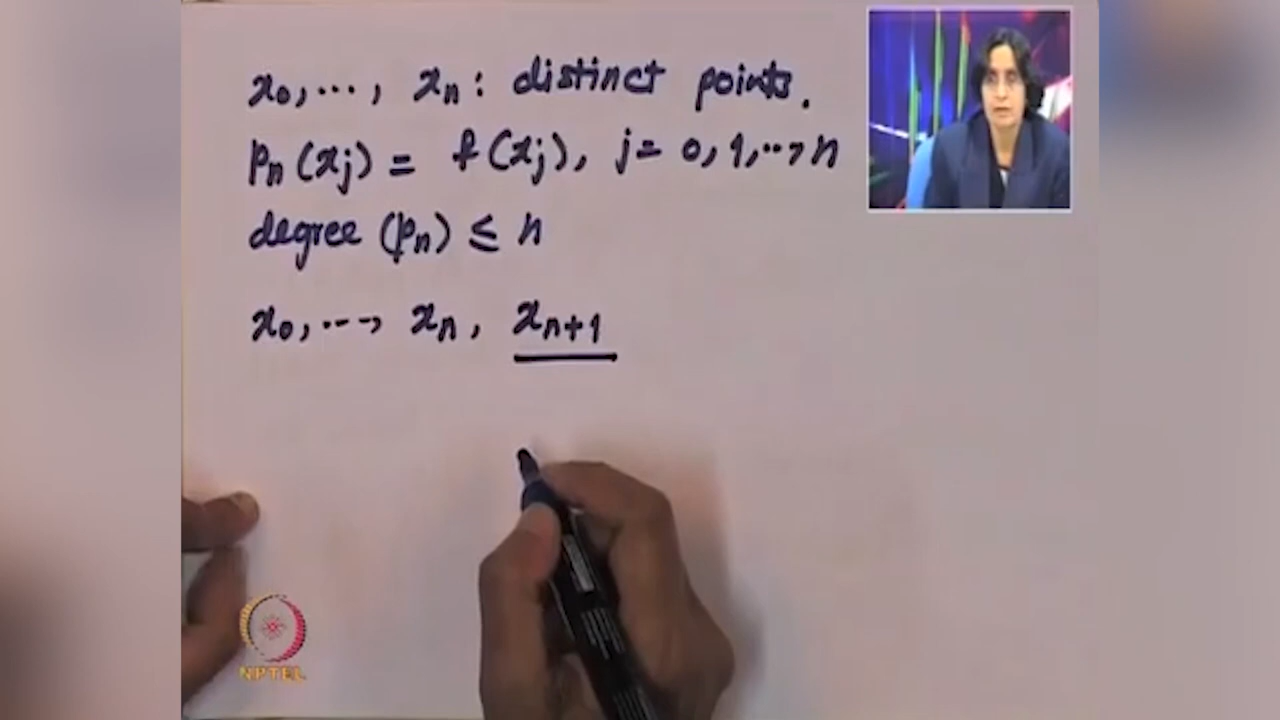 x₀, ..., xₙ : distinct points.
pₙ(xⱼ) = f(xⱼ), j = 0, 1, ..., n
degree (pₙ) ≤ n
x₀, ..., xₙ, xₙ₊₁
NPTEL